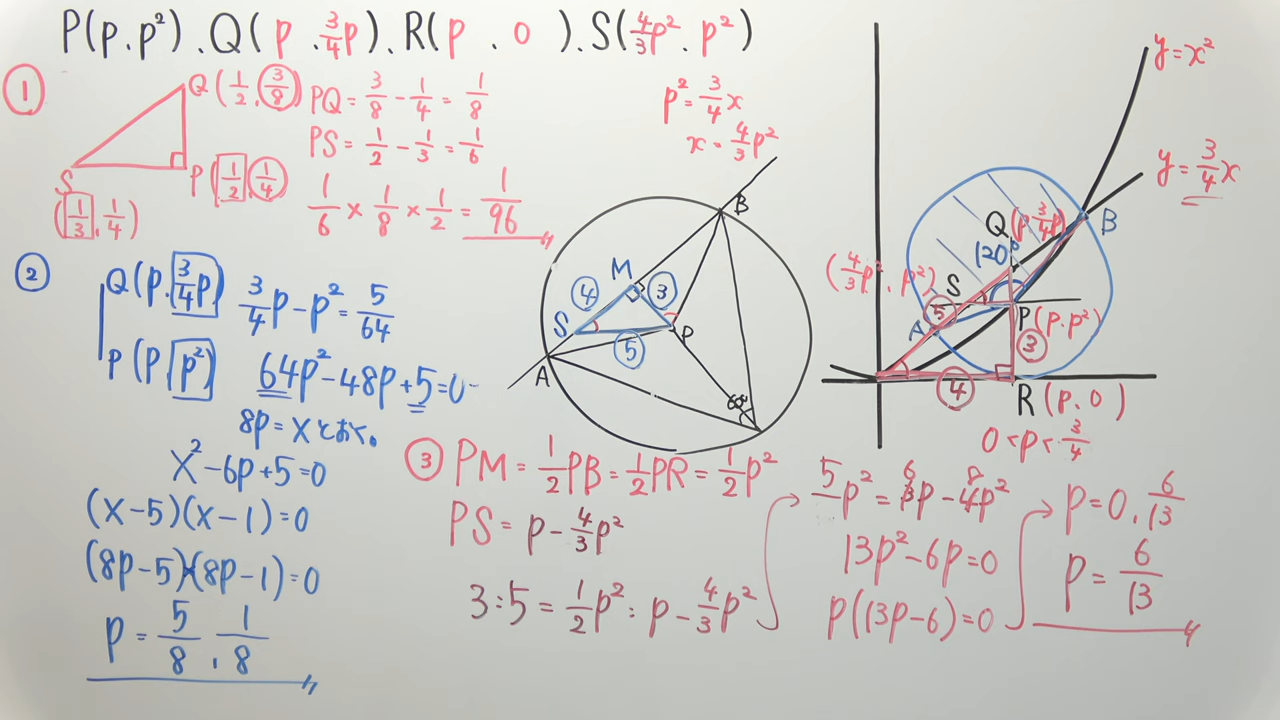 P(p.p²).Q(p.3/4p).R(p.0).S(4/3p².p²)
①
Q(1/2,3/8)
S(1/3,1/4)
P(1/2,1/4)
PQ=3/8-1/4=1/8
PS=1/2-1/3=1/6
1/6×1/8×1/2=1/96
p²=3/4x
x=4/3p²
②
Q(p.3/4p)
P(P,p²)
3/4p-p²=5/64
64p²-48p+5=0
8p=xとおく。
x²-6p+5=0
(x-5)(x-1)=0
(8p-5)(8p-1)=0
p=5/8,1/8
B
M
④
③
S
P
⑤
A
60°
y=x²
y=3/4x
Q(p.3/4p)
B
120°
(4/3p²,p²)
S
⑤
A
P(p.p²)
③
④
R(p.0)
0<p<3/4
③
PM=1/2PB=1/2PR=1/2p²
PS=p-4/3p²
3:5=1/2p²:p-4/3p²
5p²=6p-8p²
13p²-6p=0
p(13p-6)=0
p=0,6/13
p=6/13